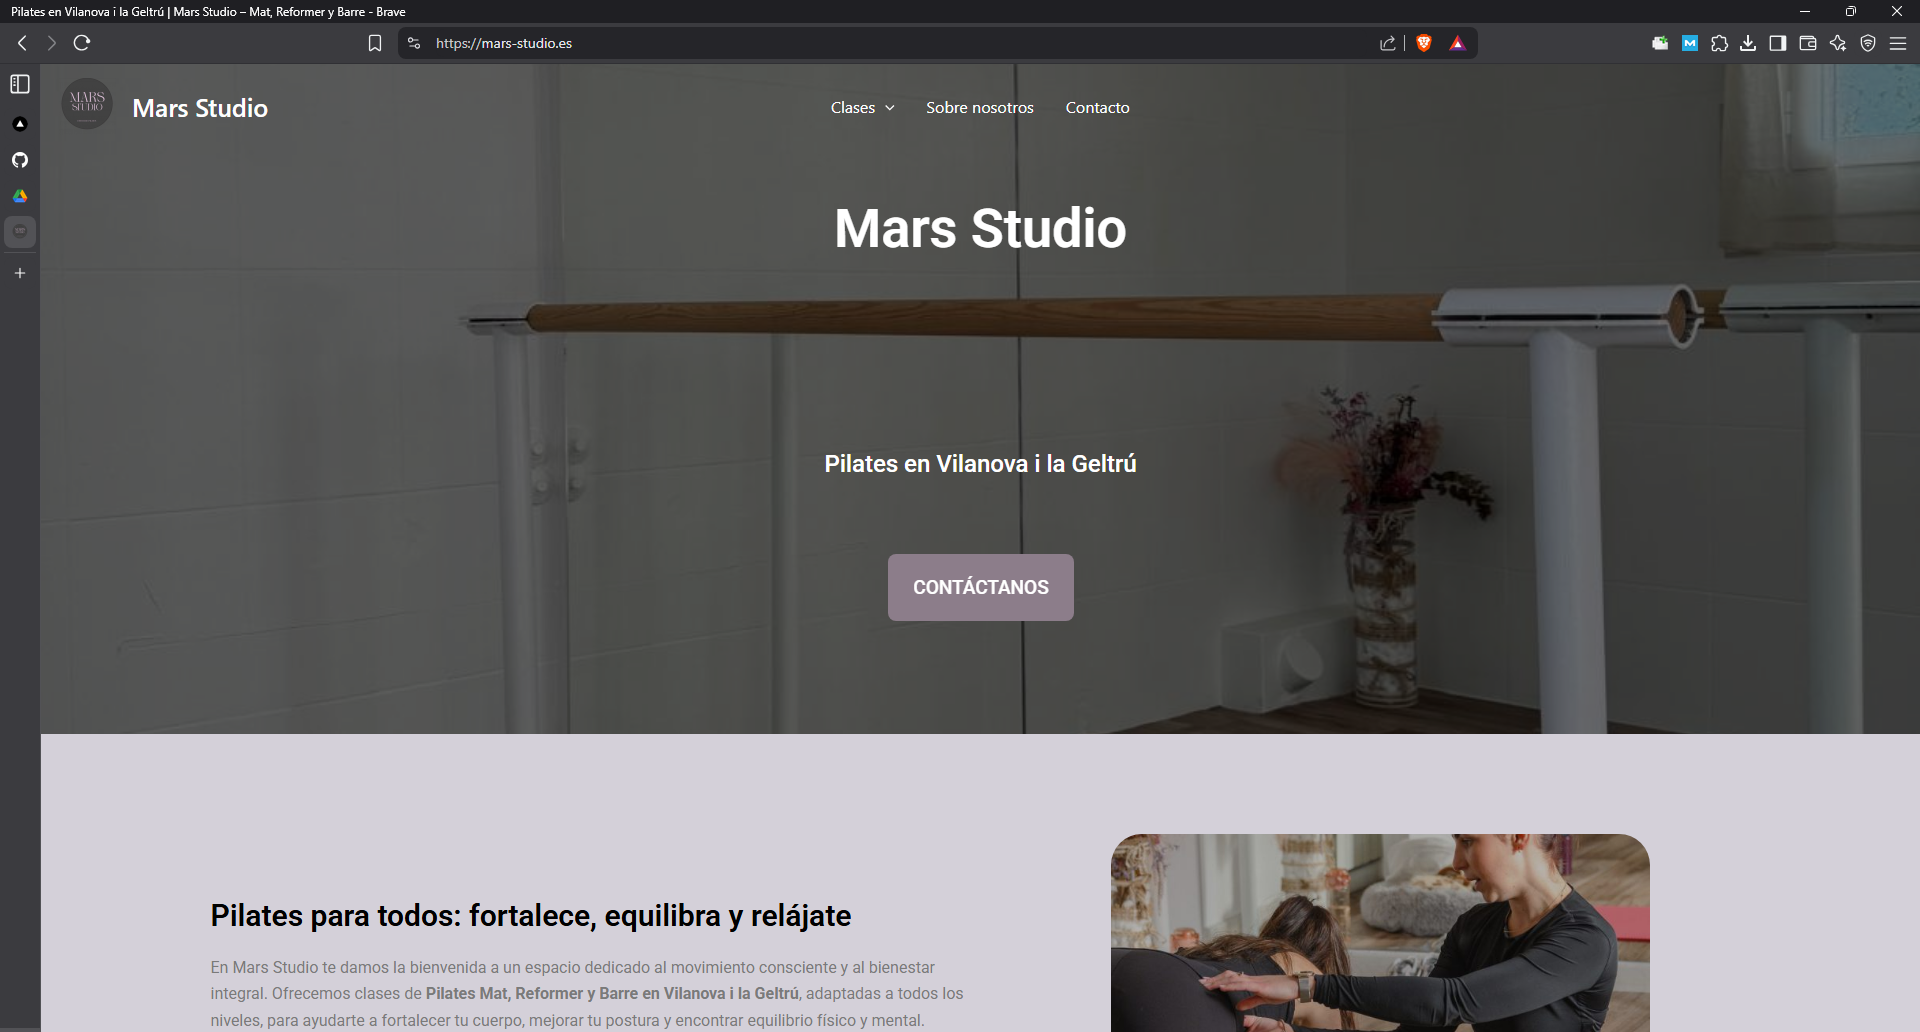 Pilates en Vilanova i la Geltrú | Mars Studio – Mat, Reformer y Barre - Brave
https://mars-studio.es
MARS
STUDIO
Mars Studio
Clases
Sobre nosotros
Contacto
Mars Studio
Pilates en Vilanova i la Geltrú
CONTÁCTANOS
Pilates para todos: fortalece, equilibra y relájate
En Mars Studio te damos la bienvenida a un espacio dedicado al movimiento consciente y al bienestar
integral. Ofrecemos clases de Pilates Mat, Reformer y Barre en Vilanova i la Geltrú, adaptadas a todos los
niveles, para ayudarte a fortalecer tu cuerpo, mejorar tu postura y encontrar equilibrio físico y mental.